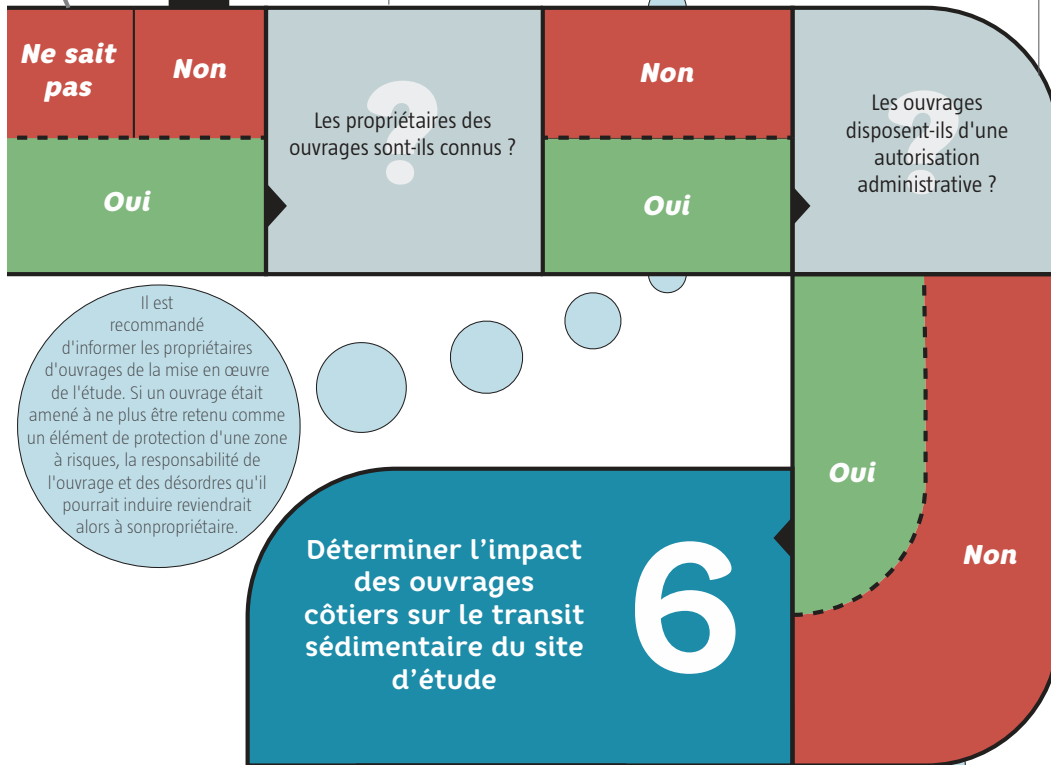 Ne sait
pas
Non
Oui
?
Les propriétaires des
ouvrages sont-ils connus ?
Non
Oui
?
Les ouvrages
disposent-ils d'une
autorisation
administrative ?
Il est
recommandé
d'informer les propriétaires
d'ouvrages de la mise en œuvre
de l'étude. Si un ouvrage était
amené à ne plus être retenu comme
un élément de protection d'une zone
à risques, la responsabilité de
l'ouvrage et des désordres qu'il
pourrait induire reviendrait
alors à sonpropriétaire.
Oui
Non
Déterminer l’impact
des ouvrages
côtiers sur le transit
sédimentaire du site
d’étude
6